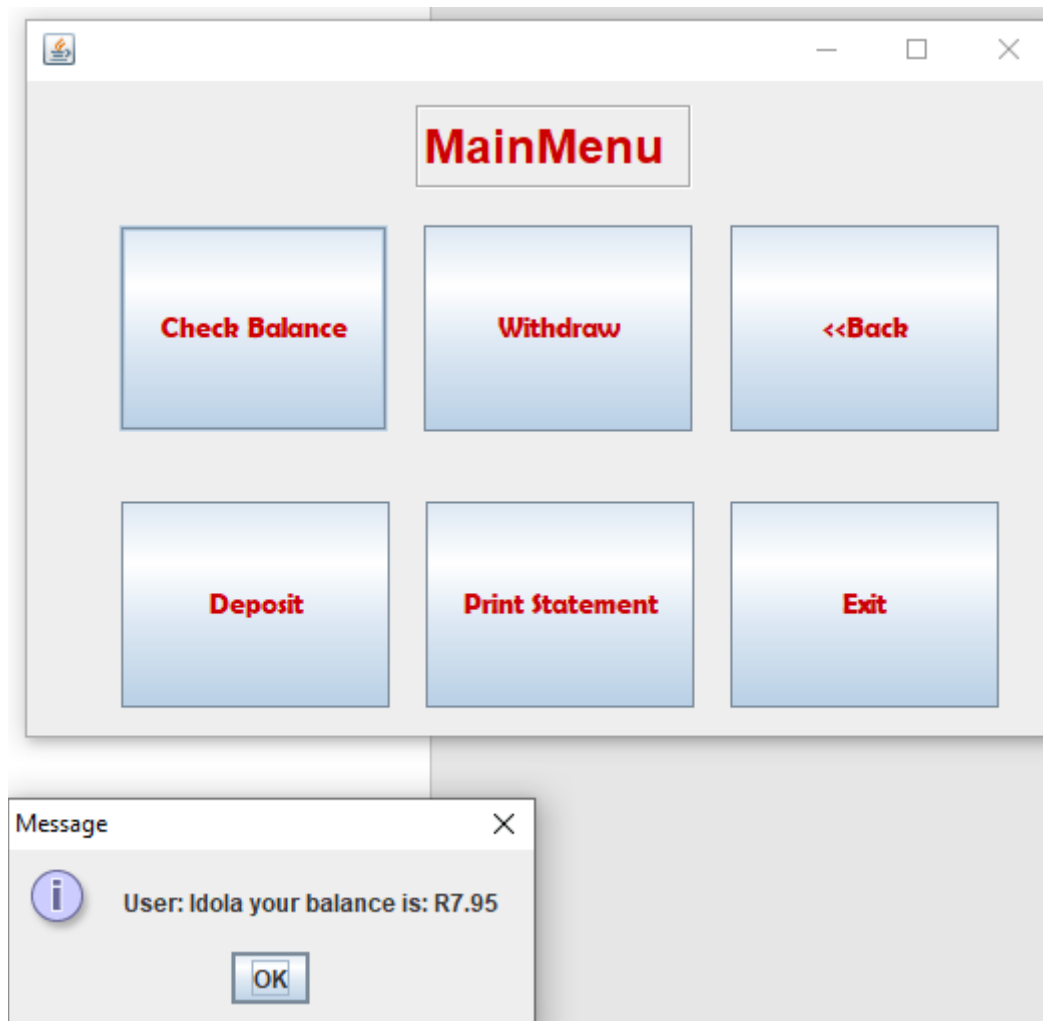 MainMenu
Check Balance
Withdraw
<<Back
Deposit
Print Statement
Exit
Message
User: Idola your balance is: R7.95
OK